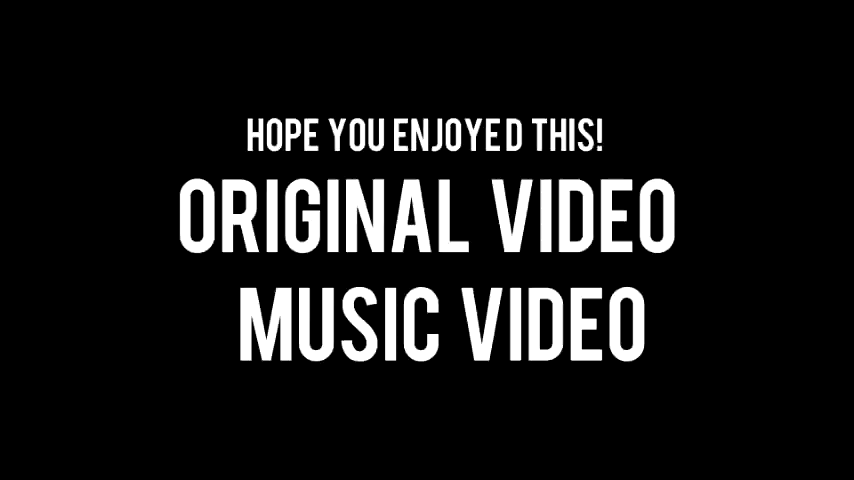 HOPE YOU ENJOYED THIS!
ORIGINAL VIDEO
MUSIC VIDEO